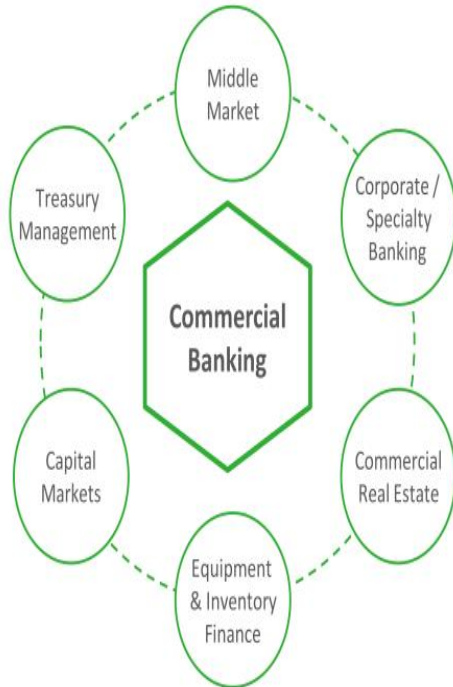 Middle
Market
Corporate /
Specialty
Banking
Commercial
Real Estate
Equipment
& Inventory
Finance
Capital
Markets
Treasury
Management
Commercial
Banking